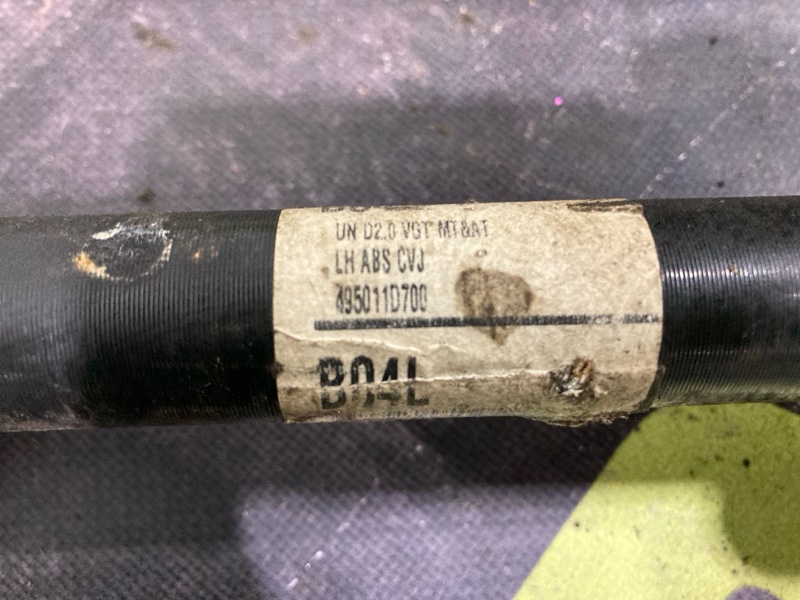 UN D2.0 VGT MT&AT
LH ABS CVJ
495011D700
B04L